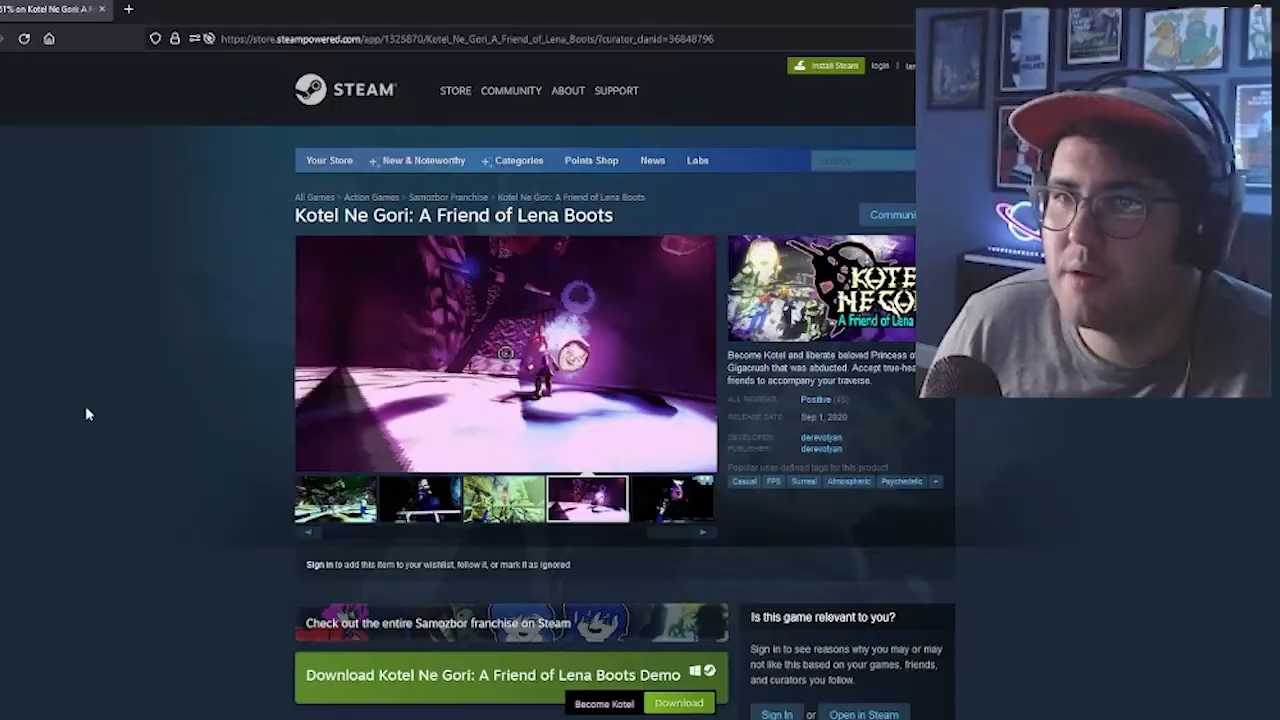 https://store.steampowered.com/app/1325870/Kotel_Ne_Gori_A_Friend_of_Lena_Boots/?curator_clanid=36848796
Install Steam
login
STEAM
STORE COMMUNITY ABOUT SUPPORT
Your Store New & Noteworthy Categories Points Shop News Labs
All Games > Action Games > Samozbor Franchise > Kotel Ne Gori: A Friend of Lena Boots
Kotel Ne Gori: A Friend of Lena Boots
Become Kotel and liberate beloved Princess of
Gigacrush that was abducted. Accept true-hea
friends to accompany your traverse.
ALL REVIEWS: Positive (45)
RELEASE DATE: Sep 1, 2020
DEVELOPER: derevotyan
PUBLISHER: derevotyan
Popular user-defined tags for this product
Casual FPS Surreal Atmospheric Psychedelic
Sign in to add this item to your wishlist, follow it, or mark it as ignored
Check out the entire Samozbor franchise on Steam
Download Kotel Ne Gori: A Friend of Lena Boots Demo
Become Kotel Download
Is this game relevant to you?
Sign in to see reasons why you may or may
not like this based on your games, friends,
and curators you follow.
Sign In or Open in Steam